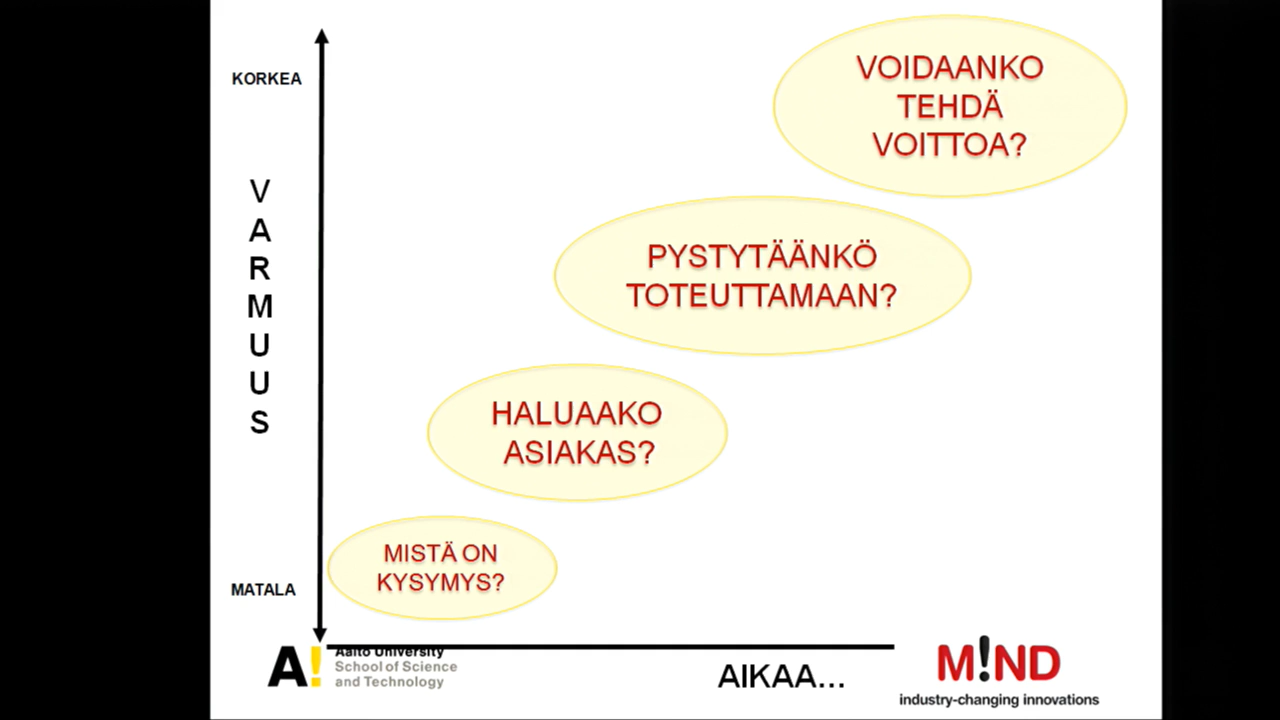 KORKEA
VARMUUS
MATALA
VOIDAANKO
TEHDÄ
VOITTOA?
PYSTYTÄÄNKÖ
TOTEUTTAMAAN?
HALUAAKO
ASIAKAS?
MISTÄ ON
KYSYMYS?
A!
Aalto University
School of Science
and Technology
AIKAA...
M!ND
industry-changing innovations